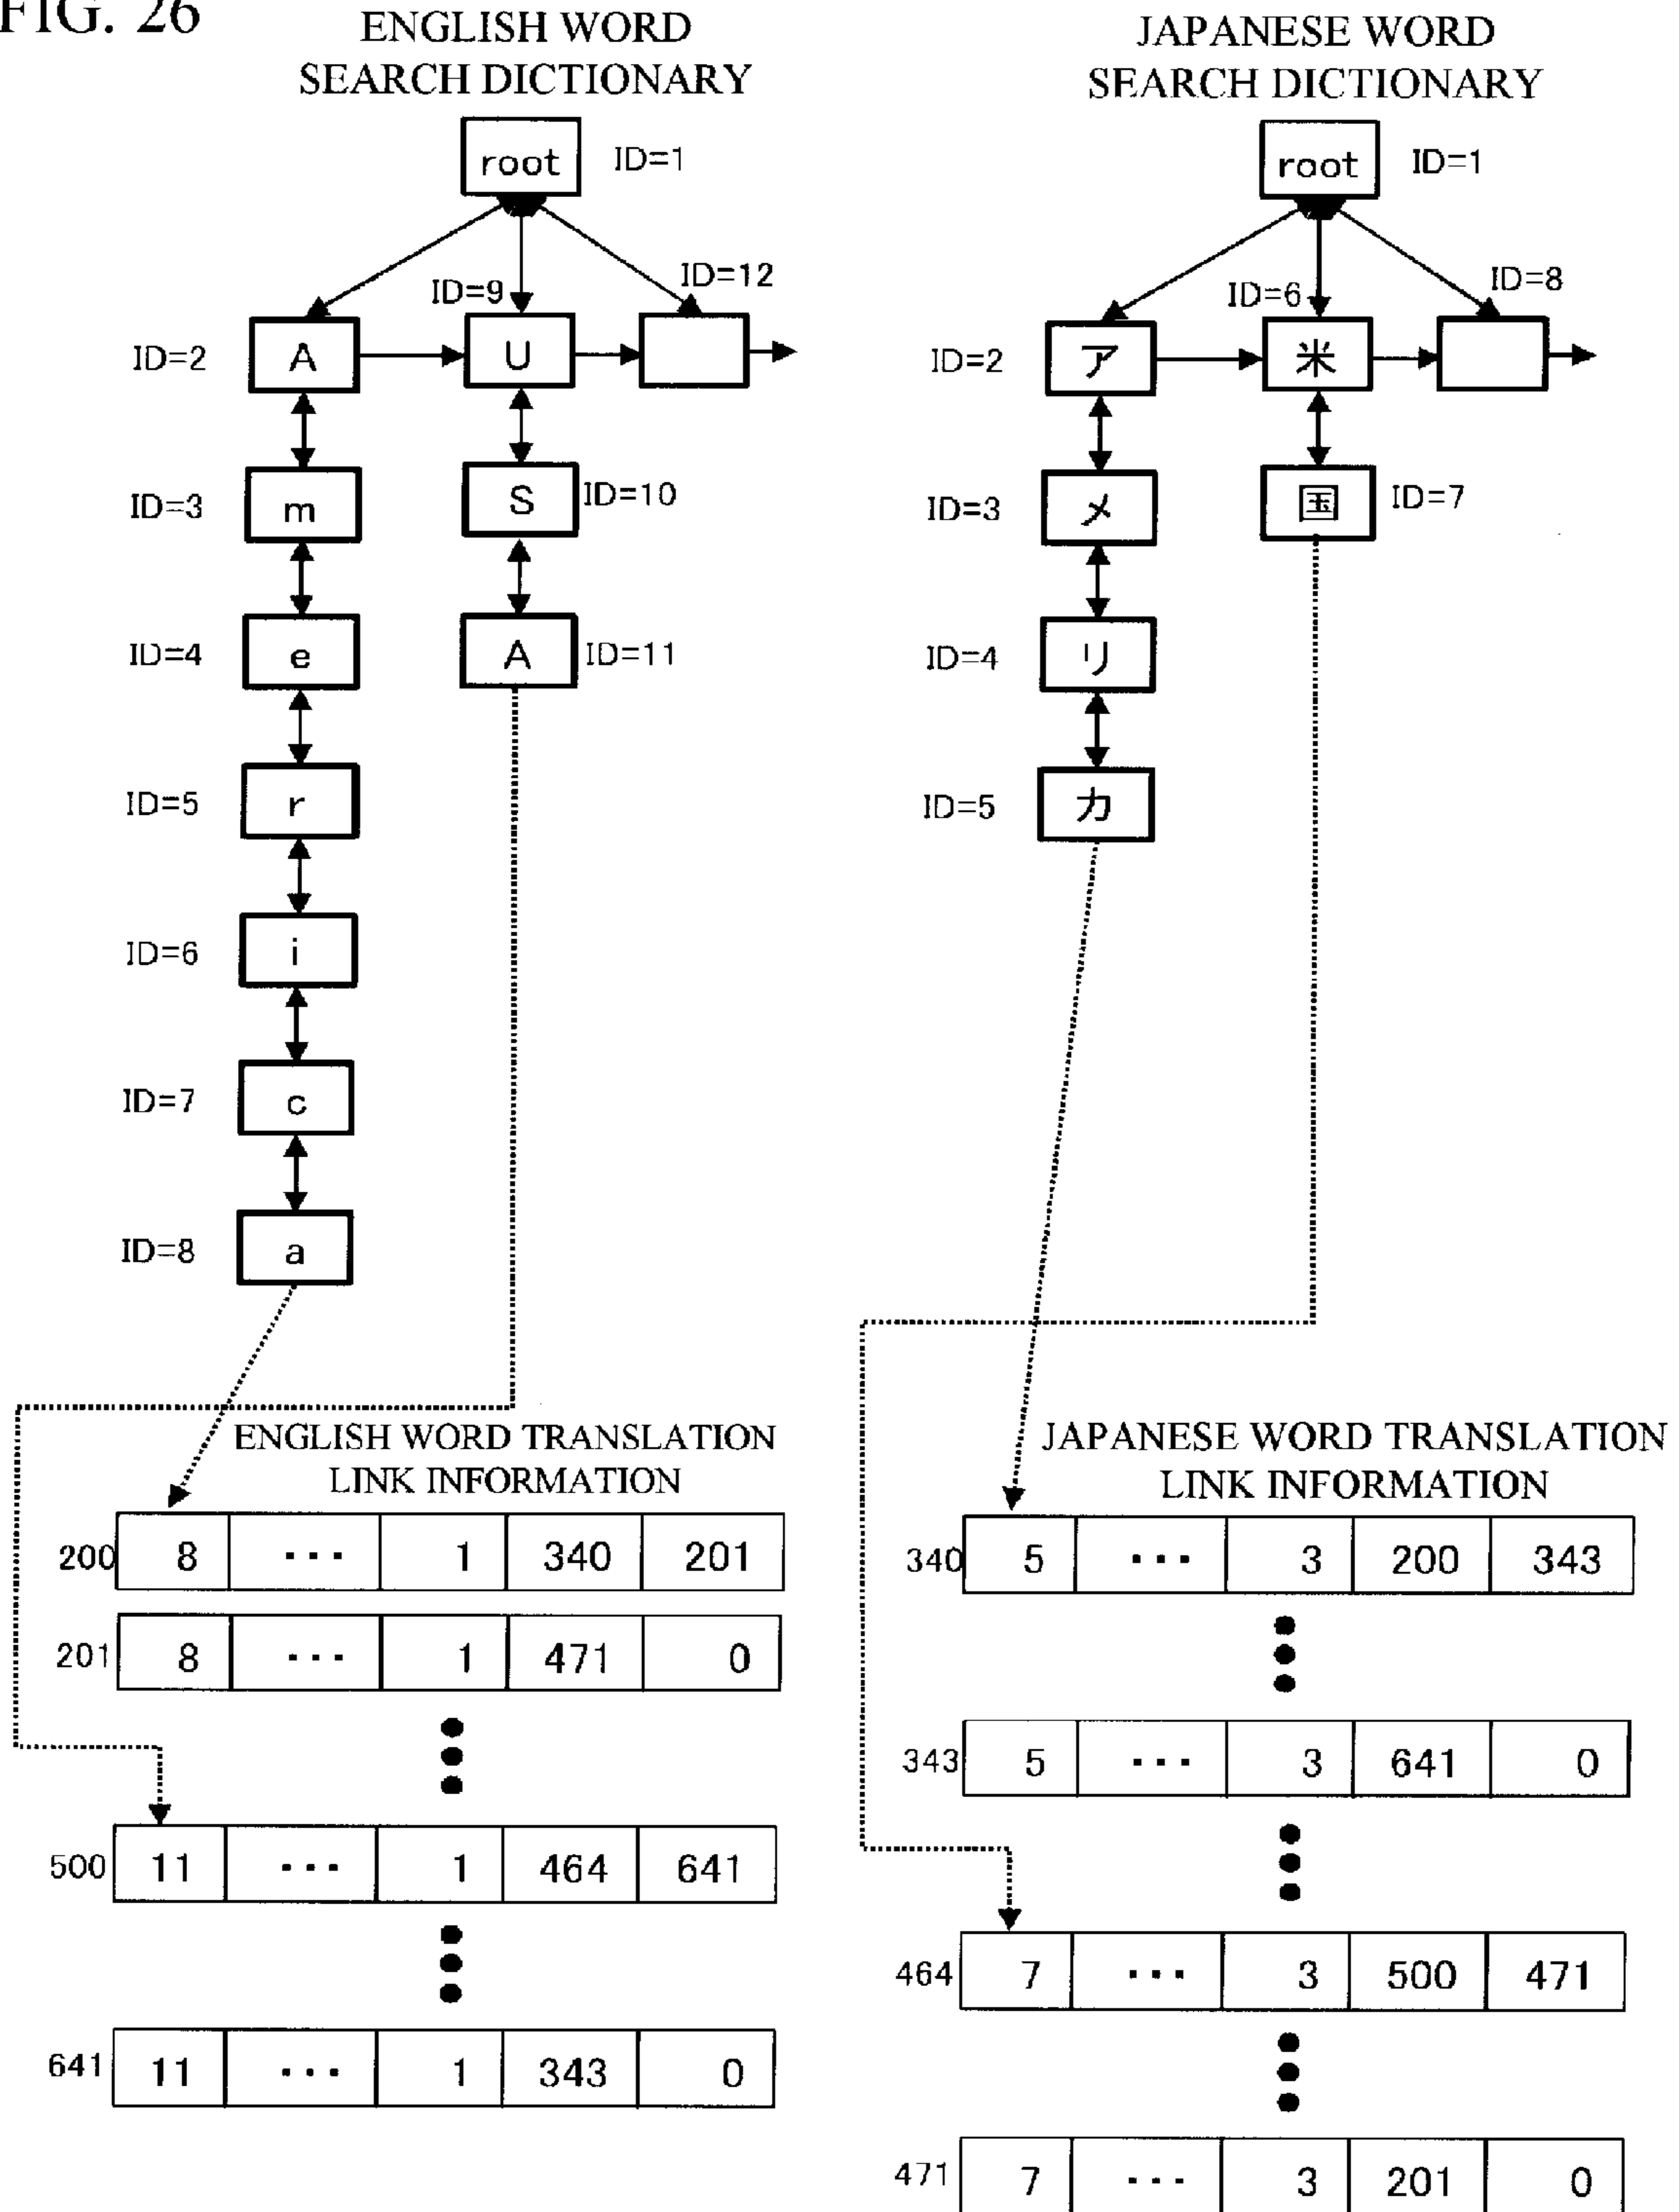 FIG. 26
ENGLISH WORD
SEARCH DICTIONARY
root ID=1
ID=9 ID=12
ID=2 A U
ID=3 m S ID=10
ID=4 e A ID=11
ID=5 r
ID=6 i
ID=7 c
ID=8 a
ENGLISH WORD TRANSLATION
LINK INFORMATION
200 8 ... 1 340 201
201 8 ... 1 471 0
500 11 ... 1 464 641
641 11 ... 1 343 0
JAPANESE WORD
SEARCH DICTIONARY
root ID=1
ID=6 ID=8
ID=2 ア 米
ID=3 メ 国 ID=7
ID=4 リ
ID=5 カ
JAPANESE WORD TRANSLATION
LINK INFORMATION
340 5 ... 3 200 343
343 5 ... 3 641 0
464 7 ... 3 500 471
471 7 ... 3 201 0